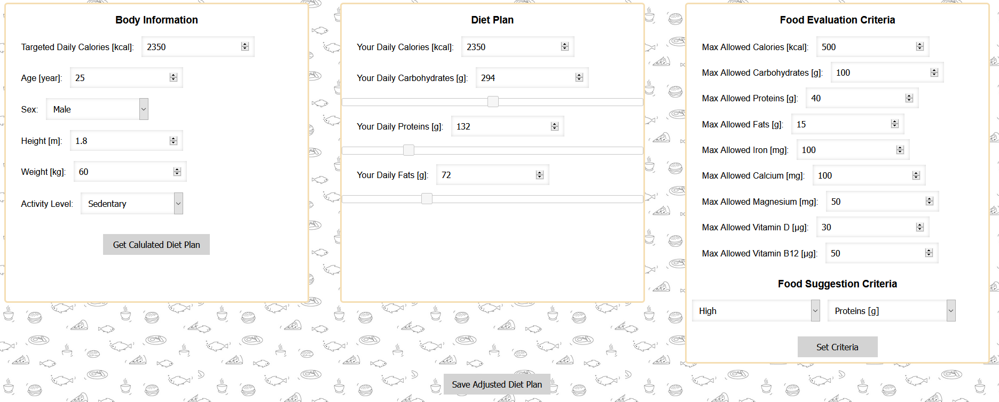 Body Information
Targeted Daily Calories [kcal]: 2350
Age [year]: 25
Sex: Male
Height [m]: 1.8
Weight [kg]: 60
Activity Level: Sedentary
Get Calulated Diet Plan
Diet Plan
Your Daily Calories [kcal]: 2350
Your Daily Carbohydrates [g]: 294
Your Daily Proteins [g]: 132
Your Daily Fats [g]: 72
Save Adjusted Diet Plan
Food Evaluation Criteria
Max Allowed Calories [kcal]: 500
Max Allowed Carbohydrates [g]: 100
Max Allowed Proteins [g]: 40
Max Allowed Fats [g]: 15
Max Allowed Iron [mg]: 100
Max Allowed Calcium [mg]: 100
Max Allowed Magnesium [mg]: 50
Max Allowed Vitamin D [µg]: 30
Max Allowed Vitamin B12 [µg]: 50
Food Suggestion Criteria
High Proteins [g]
Set Criteria